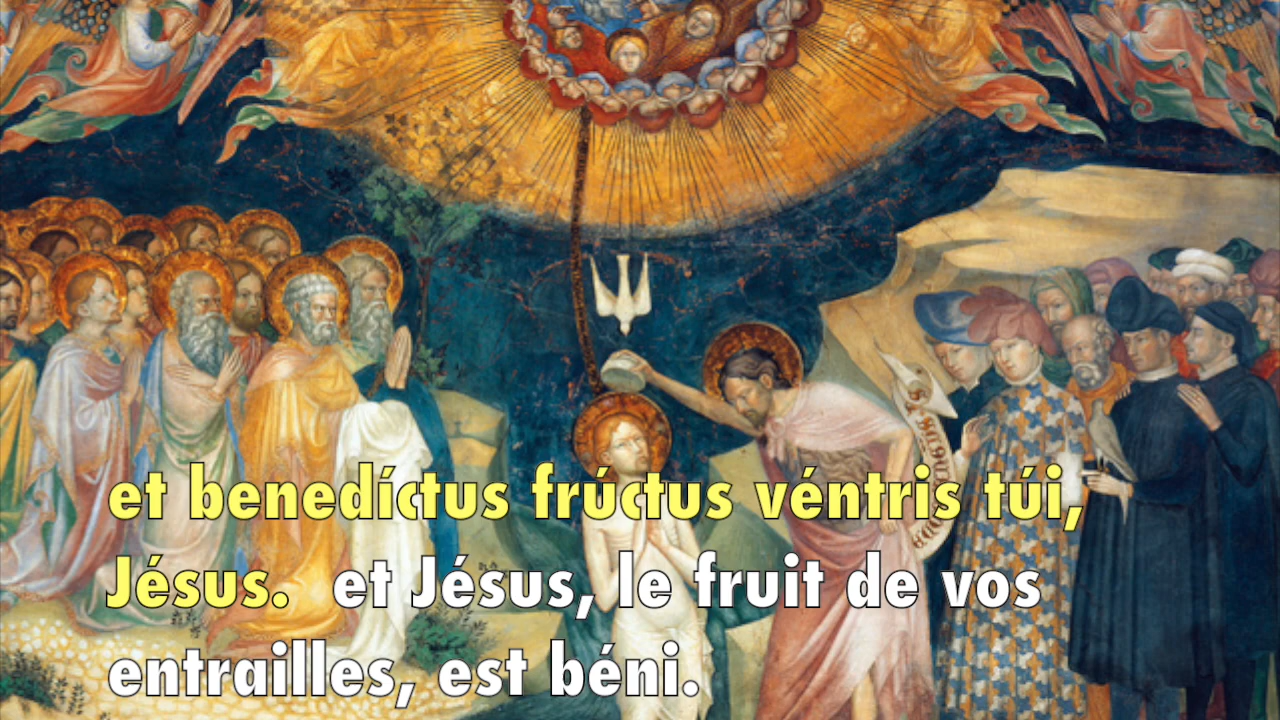 et benedíctus frúctus véntris túi,
Jésus. et Jésus, le fruit de vos
entrailles, est béni.